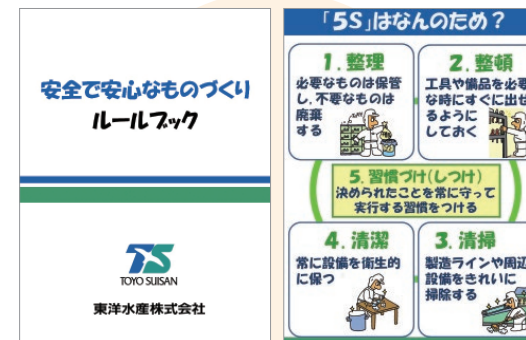 安全で安心なものづくり
ルールブック
TS
TOYO SUISAN
東洋水産株式会社
「5S」はなんのため？
1. 整理
必要なものは保管
し、不要なものは
廃棄
する
2. 整頓
工具や備品を必要
な時にすぐに出せ
るように
しておく
5. 習慣づけ(しつけ)
決められたことを常に守って
実行する習慣をつける
4. 清潔
常に設備を衛生的
に保つ
3. 清掃
製造ラインや周辺
設備をきれいに
掃除する